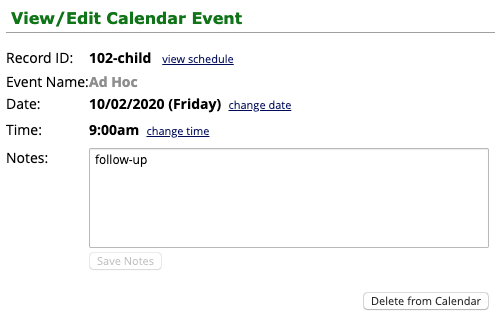 View/Edit Calendar Event
Record ID: 102-child view schedule
Event Name:Ad Hoc
Date: 10/02/2020 (Friday) change date
Time: 9:00am change time
Notes: follow-up
Save Notes
Delete from Calendar